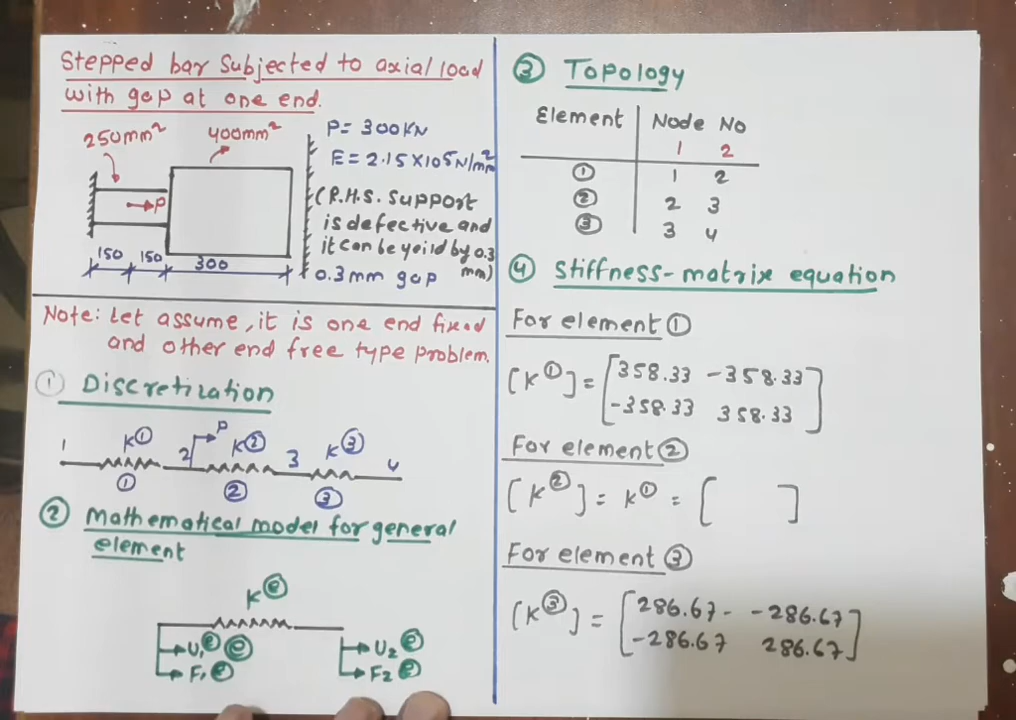 Stepped bar Subjected to axial load
with gap at one end.
250mm²
400mm²
P
150
150
300
P = 300KN
E = 2.15 X10⁵N/mm²
(R.H.S. Support
is defective and
it can be yeild by 0.3
mm)
0.3mm gap
Note: Let assume, it is one end fixed
and other end free type problem.
① Discretization
1
K①
2
P
K②
3
K③
4
①
②
③
② Mathematical model for general
element
K ⓔ
U₁ ⓔ ⓔ
F₁ ⓔ
U₂ ⓔ
F₂ ⓔ
③ Topology
Element
Node No
1 2
① 1 2
② 2 3
③ 3 4
④ Stiffness-matrix equation
For element ①
[K①] = [358.33 -358.33
-358.33 358.33]
For element ②
[K②] = K① = [ ]
For element ③
[K③] = [286.67- -286.67
-286.67 286.67]